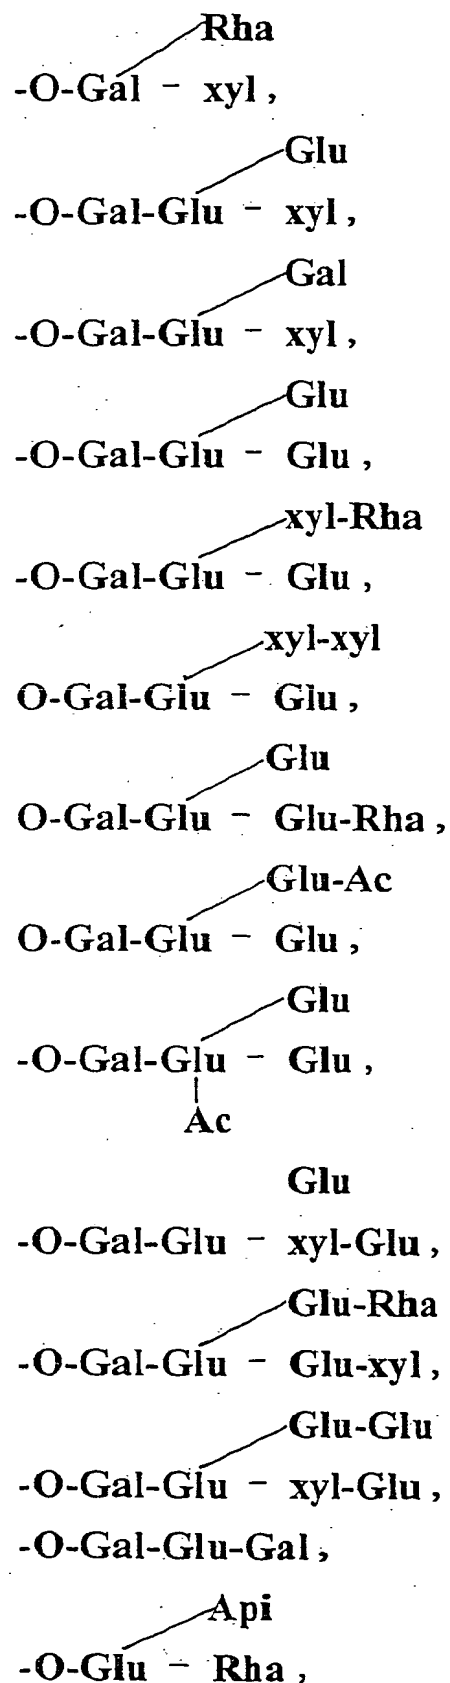 Rha
-O-Gal - xyl,
Glu
-O-Gal-Glu - xyl,
Gal
-O-Gal-Glu - xyl,
Glu
-O-Gal-Glu - Glu,
xyl-Rha
-O-Gal-Glu - Glu,
xyl-xyl
O-Gal-Glu - Glu,
Glu
O-Gal-Glu - Glu-Rha,
Glu-Ac
O-Gal-Glu - Glu,
Glu
-O-Gal-Glu - Glu,
Ac
Glu
-O-Gal-Glu - xyl-Glu,
Glu-Rha
-O-Gal-Glu - Glu-xyl,
Glu-Glu
-O-Gal-Glu - xyl-Glu,
-O-Gal-Glu-Gal,
Api
-O-Glu - Rha,